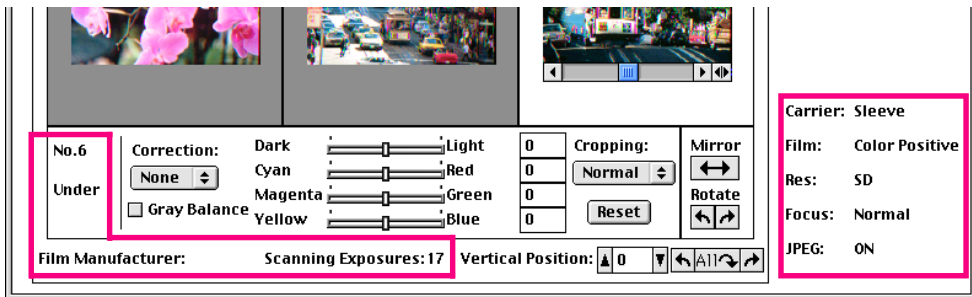 Carrier: Sleeve
Film: Color Positive
Res: SD
Focus: Normal
JPEG: ON
No.6
Under
Correction:
None
Gray Balance
Dark Light 0
Cyan Red 0
Magenta Green 0
Yellow Blue 0
Cropping:
Normal
Reset
Mirror
Rotate
Film Manufacturer: Scanning Exposures: 17 Vertical Position: 0 All